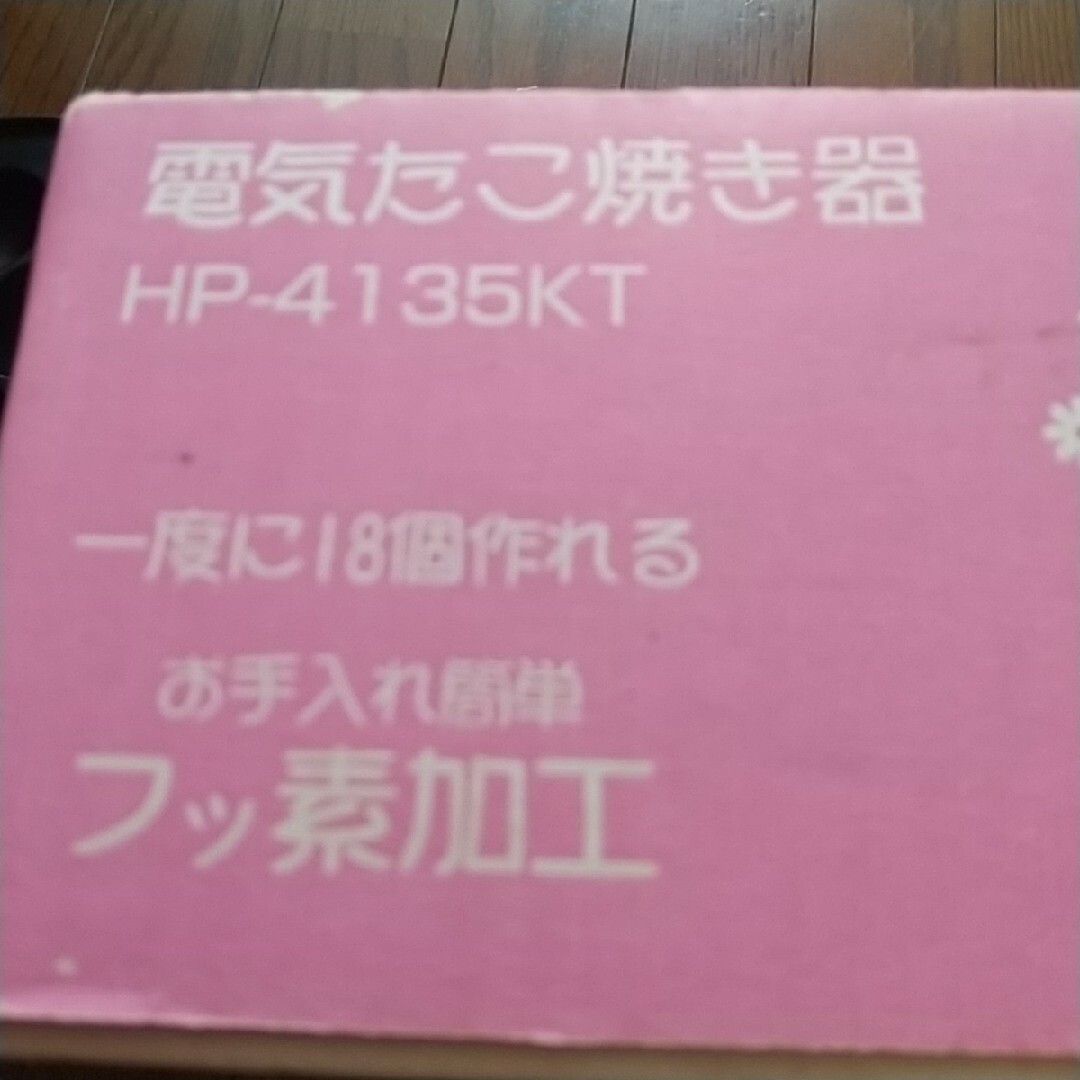 電気たこ焼き器
HP-4135KT
一度に18個作れる
お手入れ簡単
フッ素加工